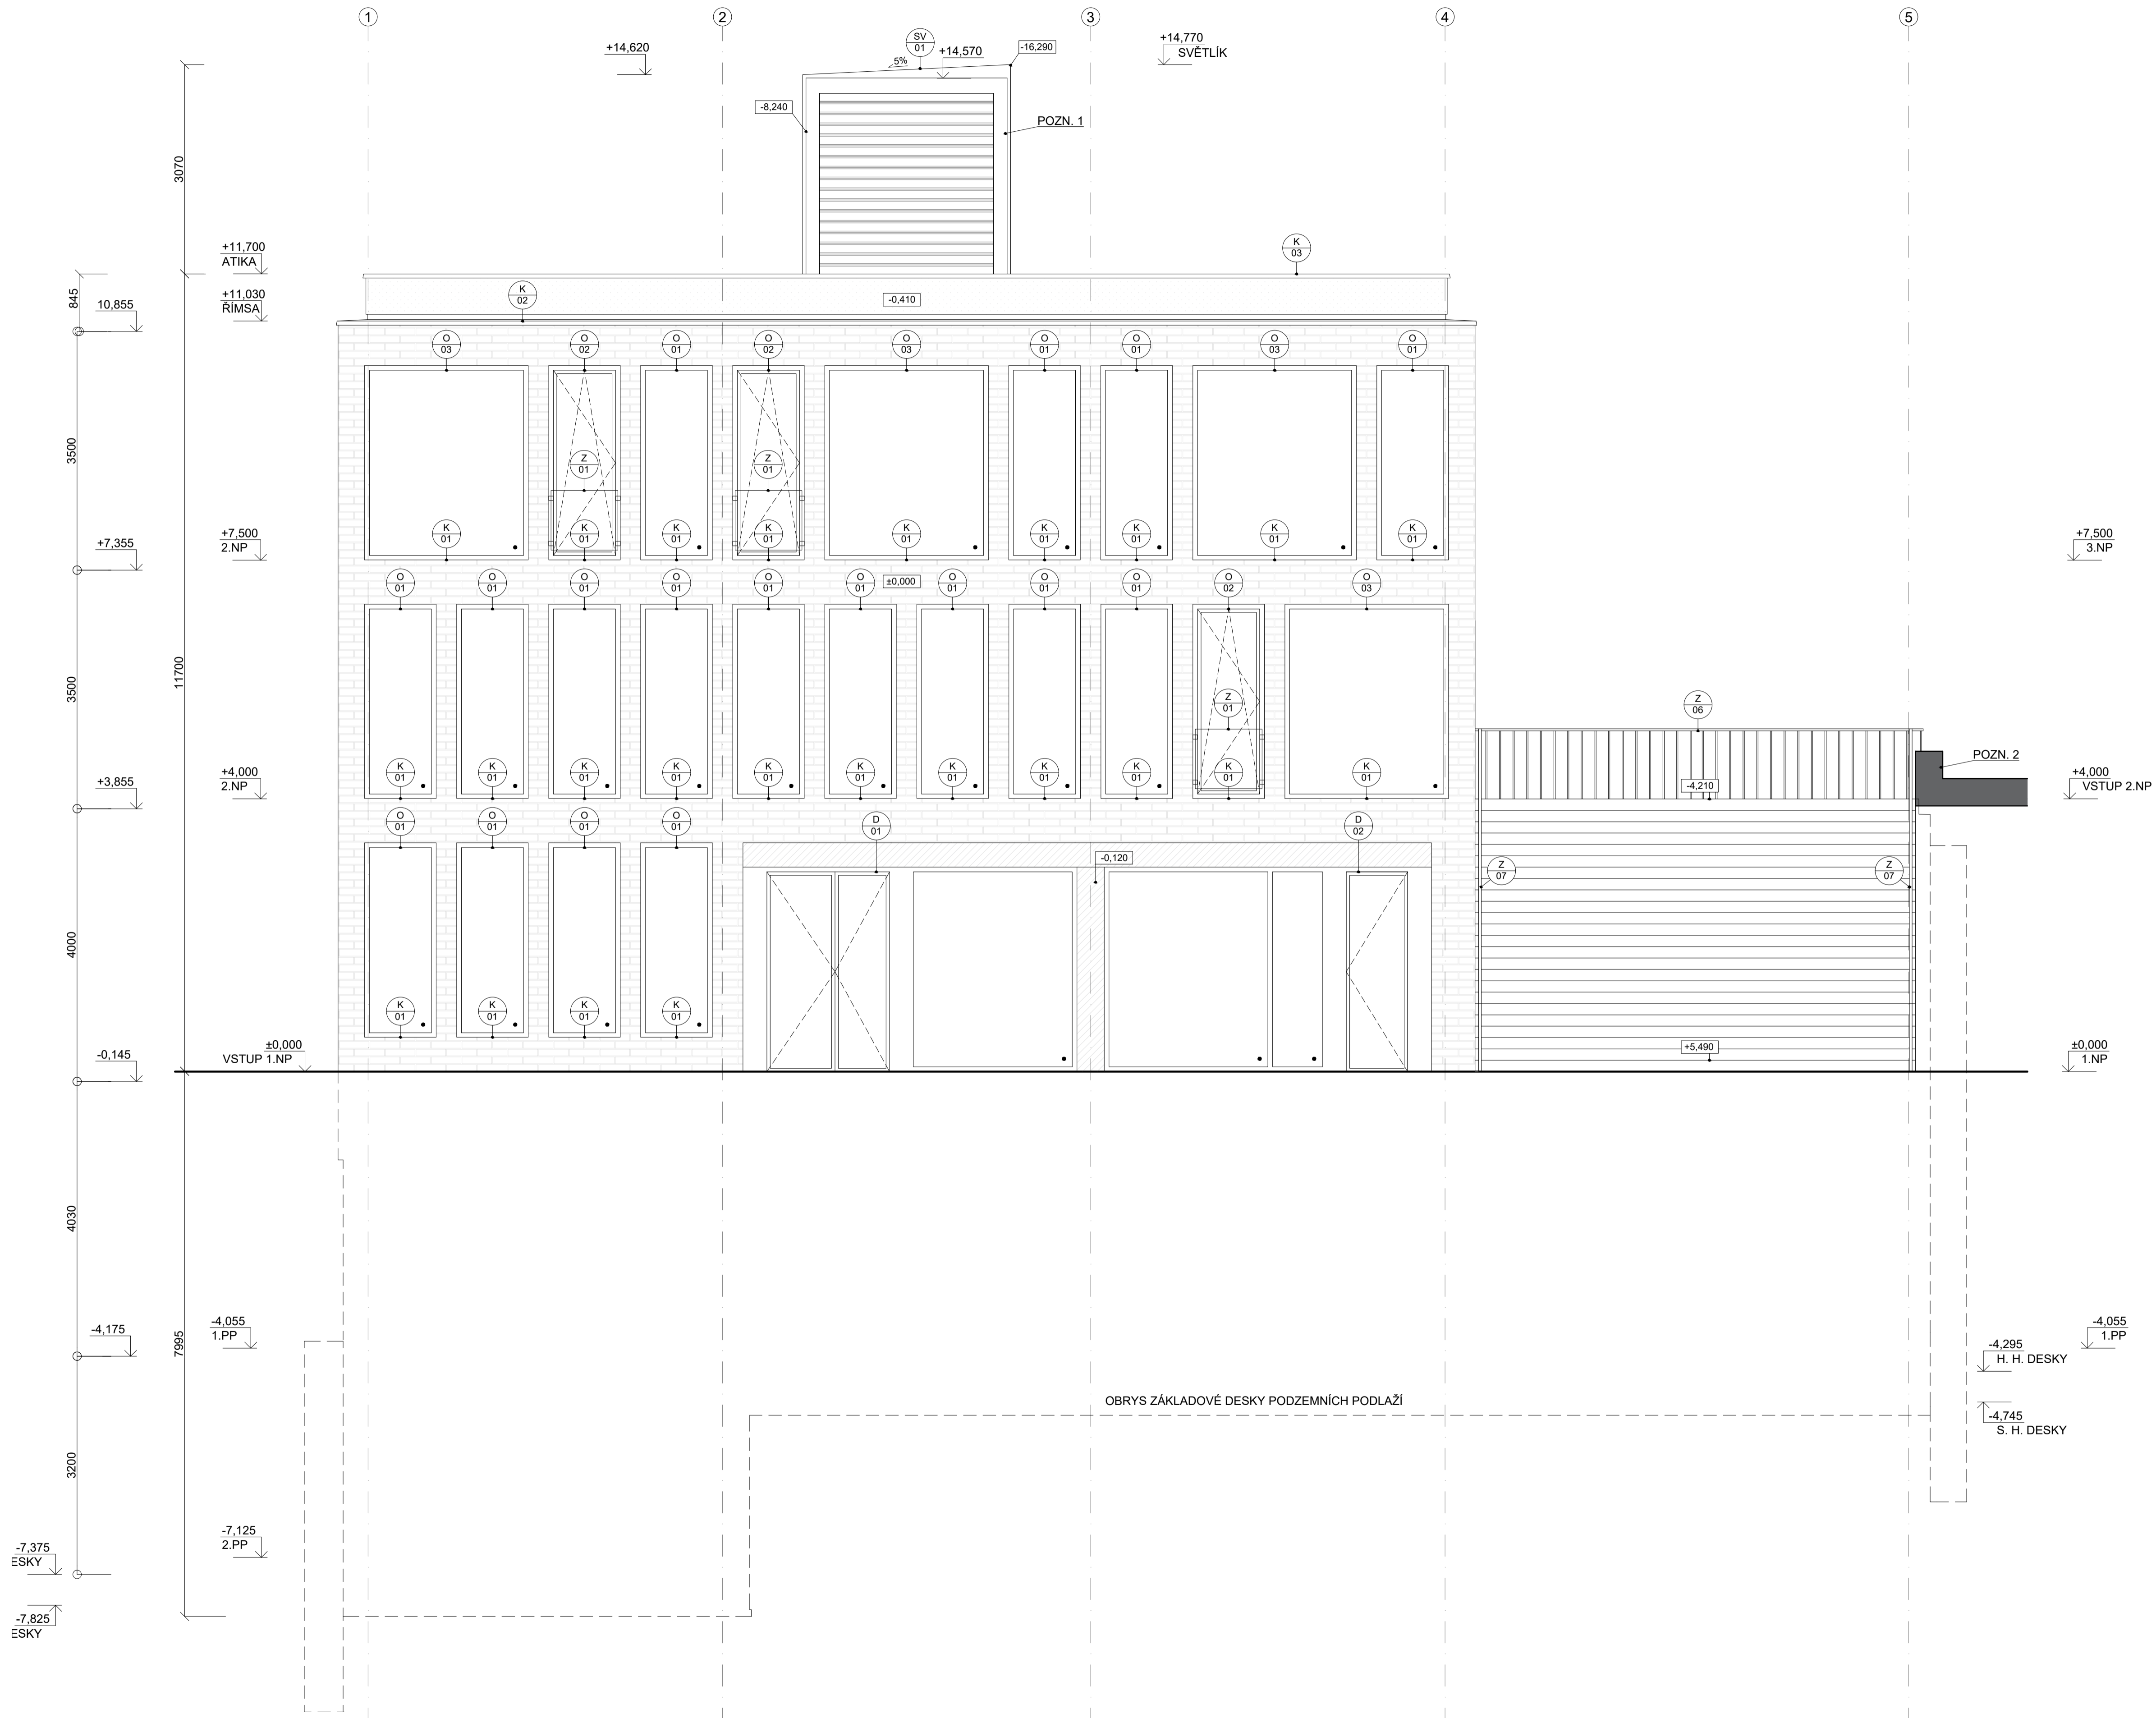 1
2
3
4
5
+14,620
SV
01
+14,570
-16,290
+14,770
SVĚTLÍK
5%
-8,240
POZN. 1
3070
+11,700
ATIKA
K
03
845
10,855
+11,030
ŘÍMSA
K
02
-0,410
O
03
O
02
O
01
O
02
O
03
O
01
O
01
O
03
O
01
3500
Z
01
Z
01
K
01
K
01
K
01
K
01
K
01
K
01
K
01
K
01
K
01
+7,355
+7,500
2.NP
+7,500
3.NP
O
01
O
01
O
01
O
01
O
01
O
01
±0,000
O
01
O
01
O
01
O
02
O
03
3500
11700
Z
01
Z
06
K
01
K
01
K
01
K
01
K
01
K
01
K
01
K
01
K
01
K
01
K
01
POZN. 2
-4,210
+3,855
+4,000
2.NP
+4,000
VSTUP 2.NP
O
01
O
01
O
01
O
01
D
01
D
02
-0,120
Z
07
Z
07
4000
K
01
K
01
K
01
K
01
+5,490
-0,145
±0,000
VSTUP 1.NP
±0,000
1.NP
4030
-4,175
-4,055
1.PP
7995
-4,055
1.PP
-4,295
H. H. DESKY
OBRYS ZÁKLADOVÉ DESKY PODZEMNÍCH PODLAŽÍ
-4,745
S. H. DESKY
3200
-7,125
2.PP
-7,375
ESKY
-7,825
ESKY